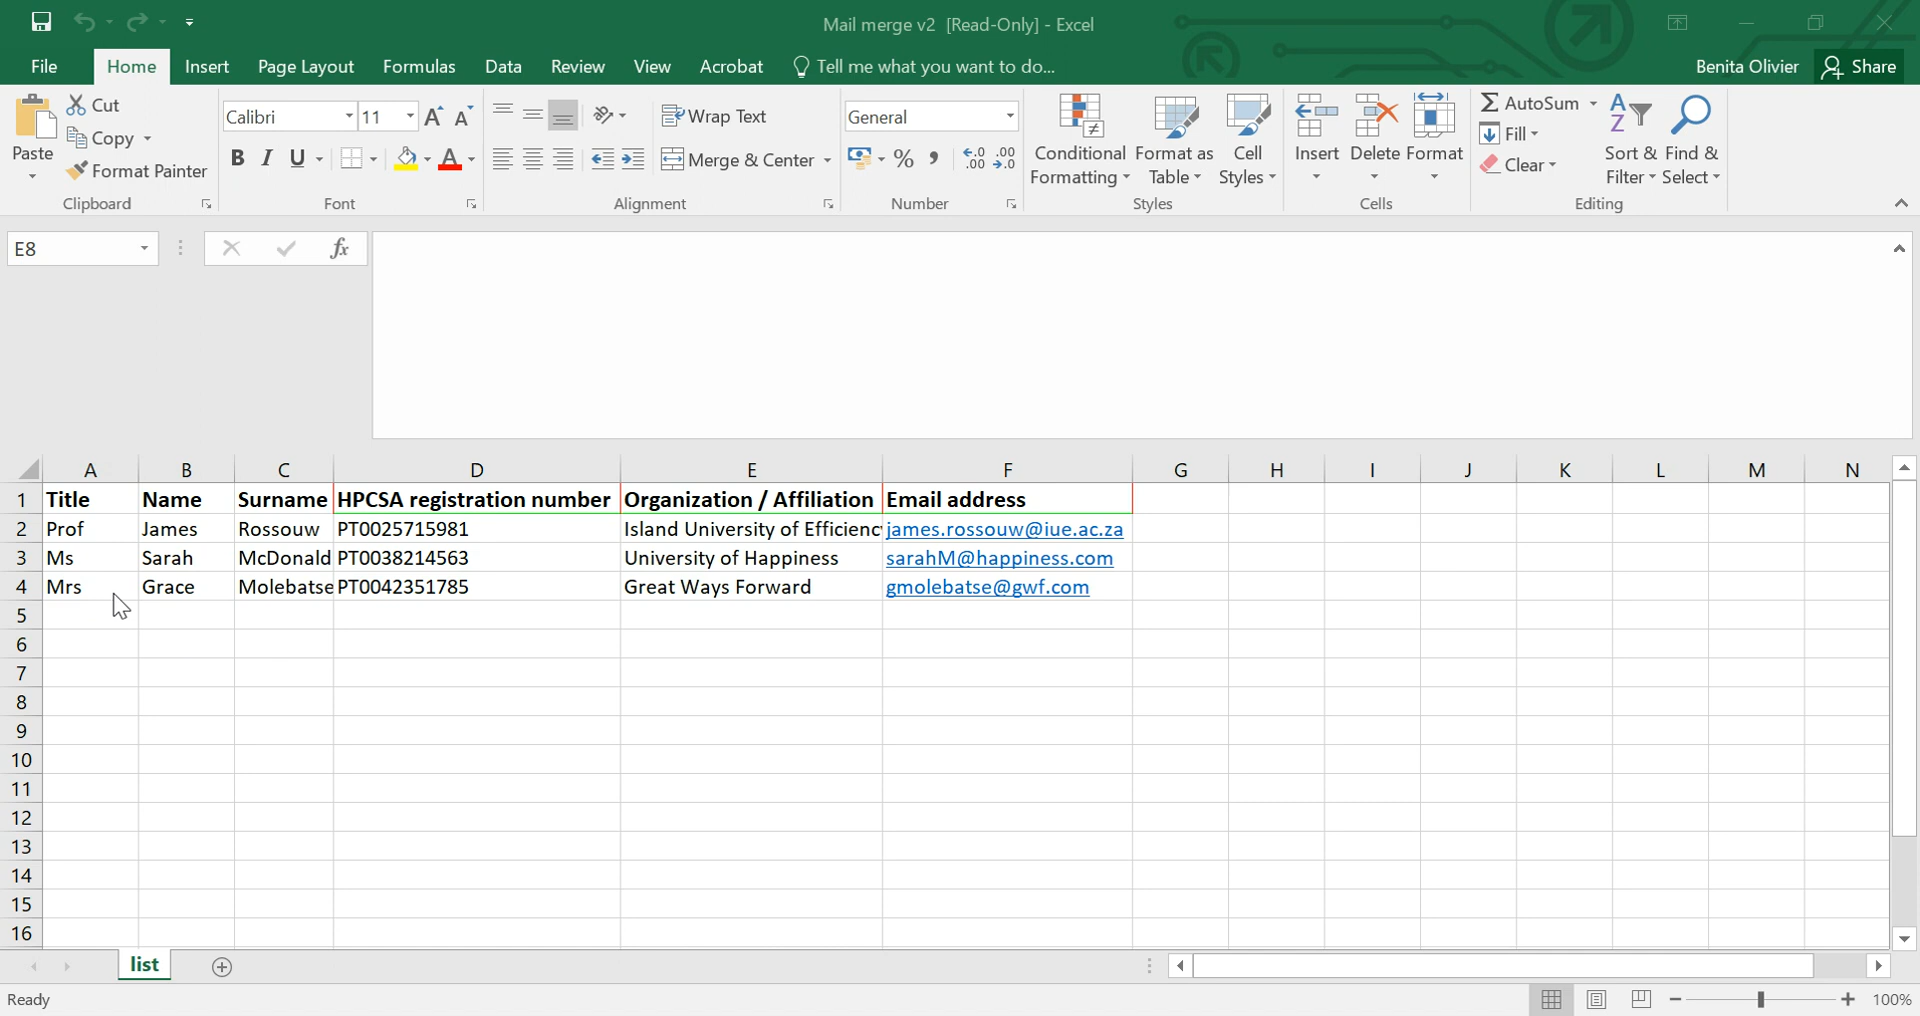 Mail merge v2 [Read-Only] - Excel
File Home Insert Page Layout Formulas Data Review View Acrobat Tell me what you want to do... Benita Olivier Share
Paste
Cut
Copy
Format Painter
Clipboard
Calibri 11
B I U A
Font
Wrap Text
Merge & Center
Alignment
General
% ,
Number
Conditional Formatting
Format as Table
Cell Styles
Styles
Insert Delete Format
Cells
AutoSum
Fill
Clear
Sort & Filter
Find & Select
Editing
E8 fx
A B C D E F G H I J K L M N
1 Title Name Surname HPCSA registration number Organization / Affiliation Email address
2 Prof James Rossouw PT0025715981 Island University of Efficienc james.rossouw@iue.ac.za
3 Ms Sarah McDonald PT0038214563 University of Happiness sarahM@happiness.com
4 Mrs Grace Molebatse PT0042351785 Great Ways Forward gmolebatse@gwf.com
5
6
7
8
9
10
11
12
13
14
15
16
list
Ready 100%